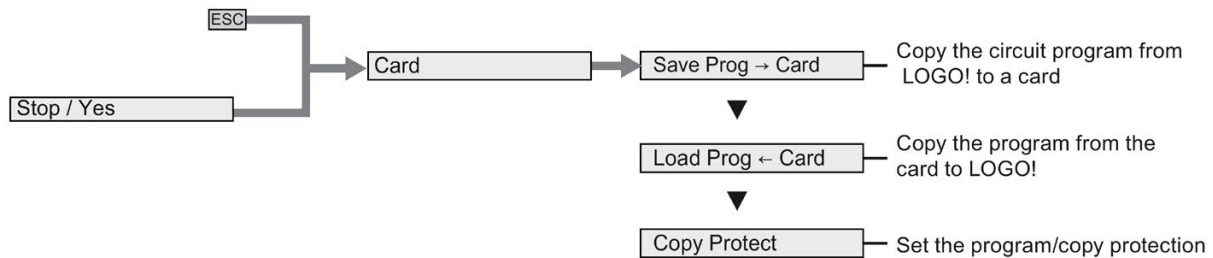 ESC
Stop / Yes
Card
Save Prog → Card
Copy the circuit program from
LOGO! to a card
Load Prog ← Card
Copy the program from the
card to LOGO!
Copy Protect
Set the program/copy protection